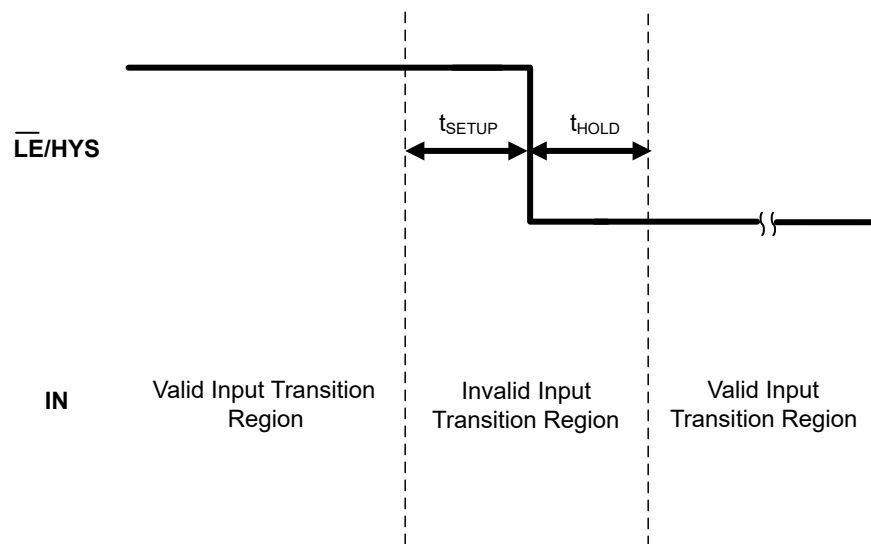 tSETUP
tHOLD
LE/HYS
IN
Valid Input Transition
Region
Invalid Input
Transition Region
Valid Input
Transition Region